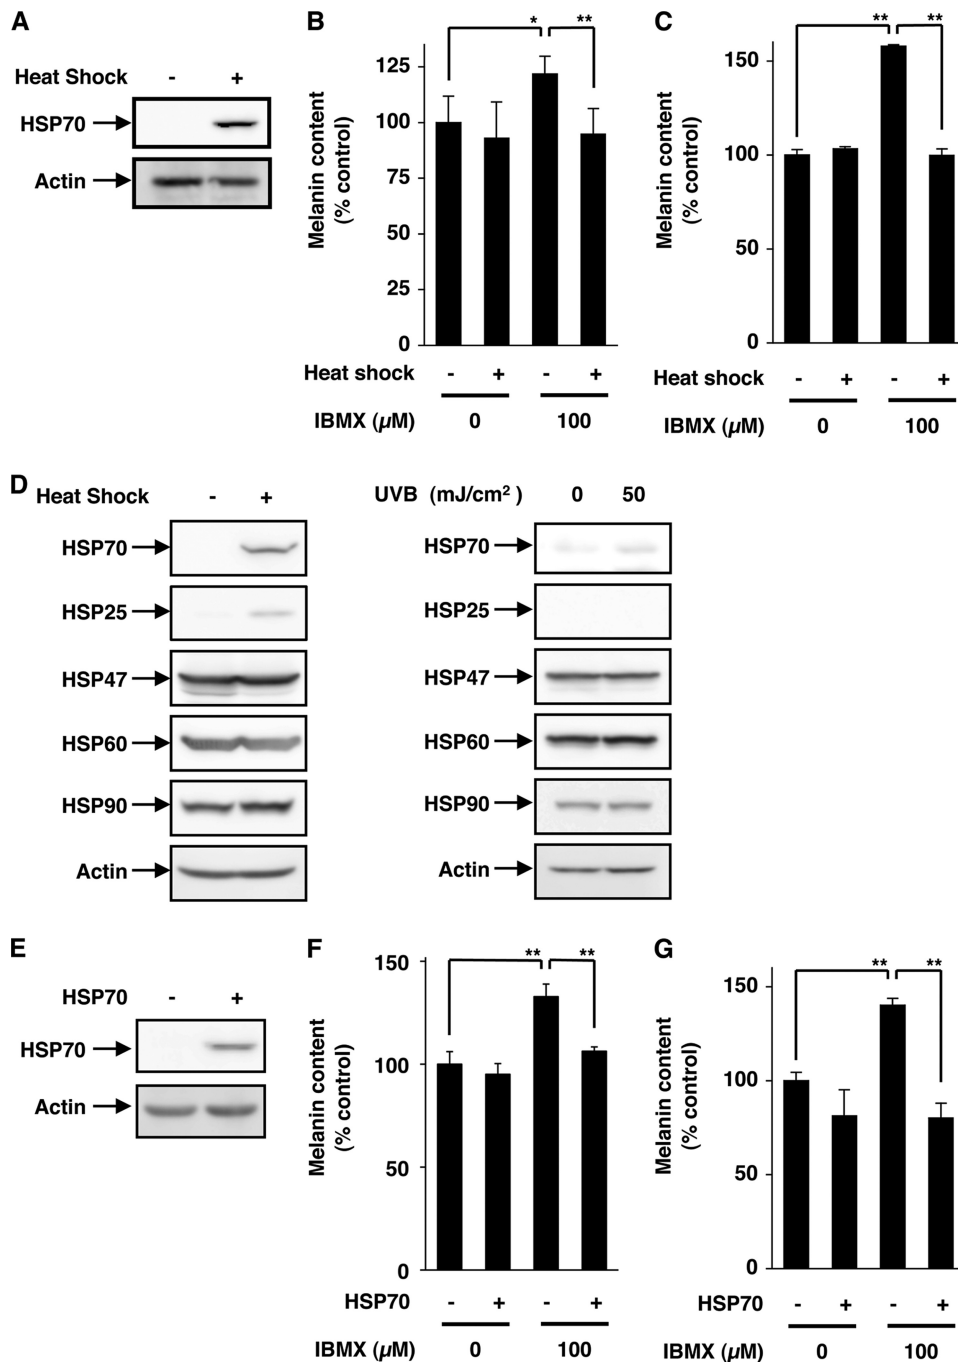 A
Heat Shock - +
HSP70
Actin
B
* **
Melanin content
(% control)
125
100
75
50
25
0
Heat shock - + - +
IBMX (µM) 0 100
C
** **
Melanin content
(% control)
150
100
50
0
Heat shock - + - +
IBMX (µM) 0 100
D
Heat Shock - +
HSP70
HSP25
HSP47
HSP60
HSP90
Actin
UVB (mJ/cm²) 0 50
HSP70
HSP25
HSP47
HSP60
HSP90
Actin
E
HSP70 - +
HSP70
Actin
F
** **
Melanin content
(% control)
150
100
50
0
HSP70 - + - +
IBMX (µM) 0 100
G
** **
Melanin content
(% control)
150
100
50
0
HSP70 - + - +
IBMX (µM) 0 100